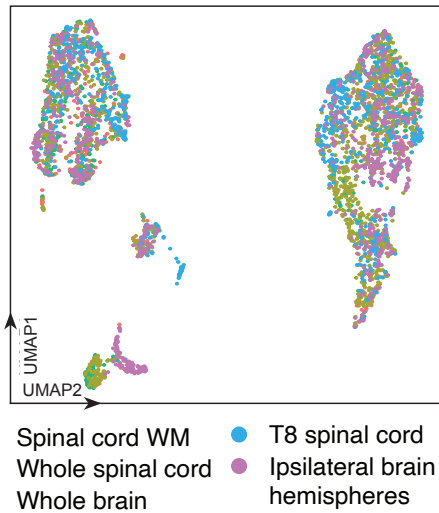 UMAP1
UMAP2
Spinal cord WM
Whole spinal cord
Whole brain
T8 spinal cord
Ipsilateral brain
hemispheres